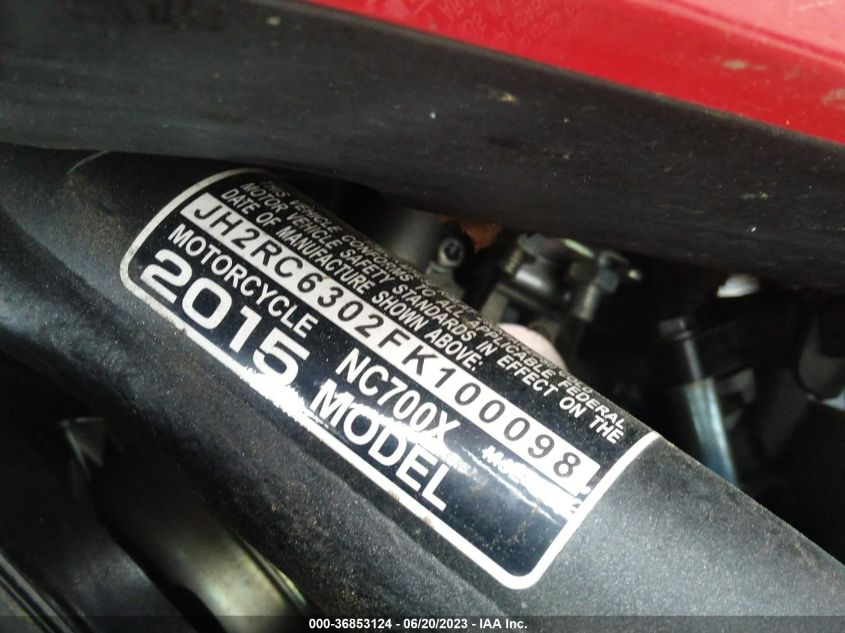 THIS VEHICLE CONFORMS TO ALL APPLICABLE FEDERAL
MOTOR VEHICLE SAFETY STANDARDS IN EFFECT ON THE
DATE OF MANUFACTURE SHOWN ABOVE.
JH2RC6302FK100098
MOTORCYCLE NC700X
2015 MODEL
000-36853124 - 06/20/2023 - IAA Inc.